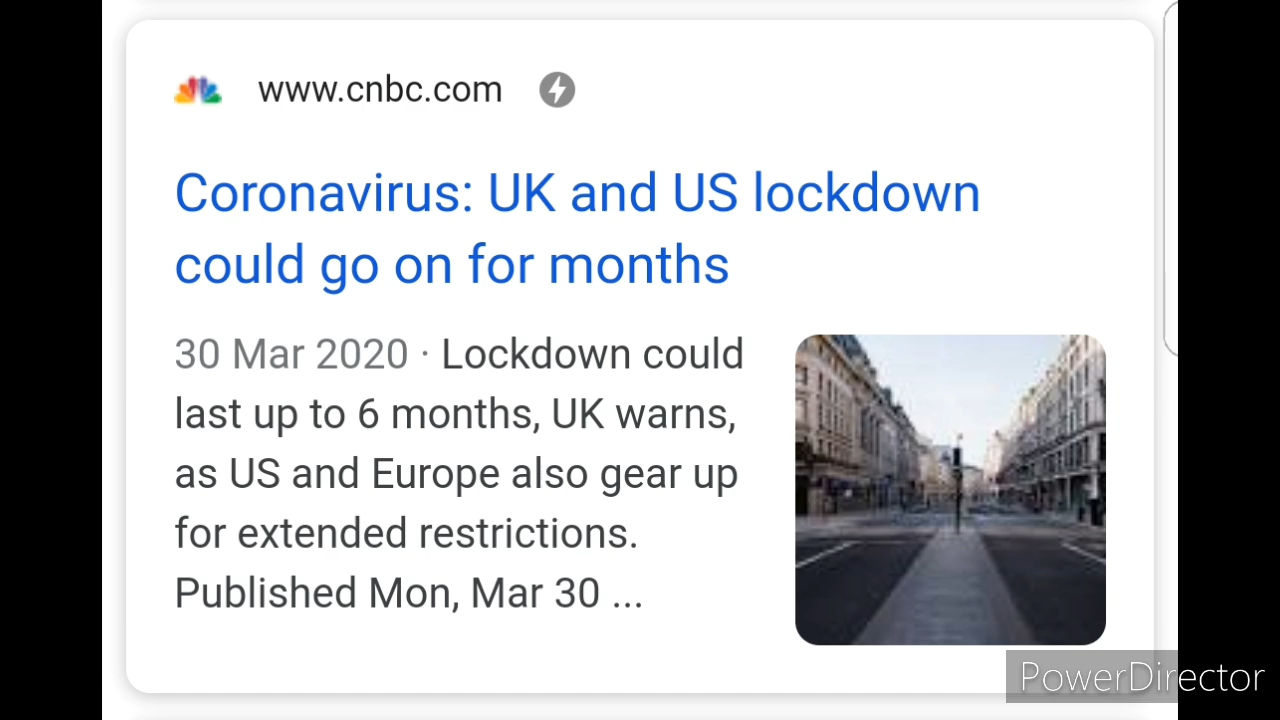 www.cnbc.com
Coronavirus: UK and US lockdown
could go on for months
30 Mar 2020 · Lockdown could
last up to 6 months, UK warns,
as US and Europe also gear up
for extended restrictions.
Published Mon, Mar 30 ...
PowerDirector